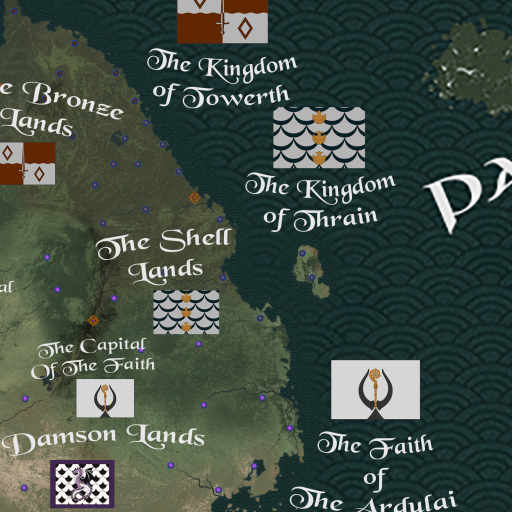 The Kingdom
of Towerth
e Bronze
Lands
The Kingdom
of Thrain
The Shell
Lands
al
The Capital
Of The Faith
Damson Lands
The Faith
of
The Ardulai